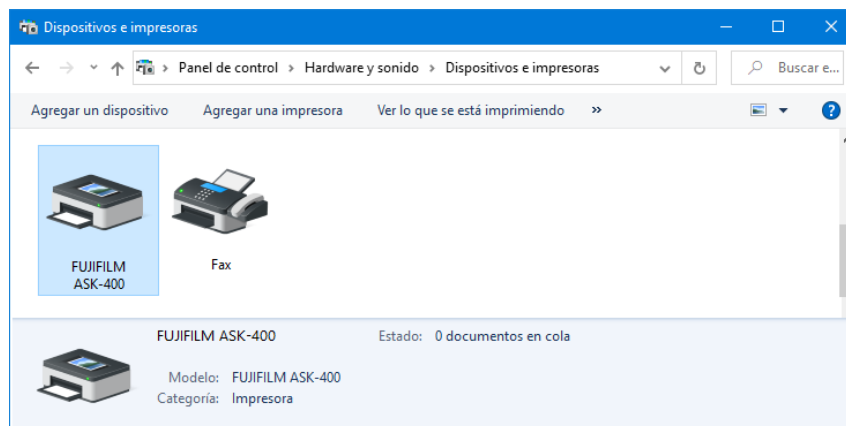 Dispositivos e impresoras
Panel de control > Hardware y sonido > Dispositivos e impresoras
Buscar e...
Agregar un dispositivo Agregar una impresora Ver lo que se está imprimiendo »
?
FUJIFILM
ASK-400
Fax
FUJIFILM ASK-400 Estado: 0 documentos en cola
Modelo: FUJIFILM ASK-400
Categoría: Impresora